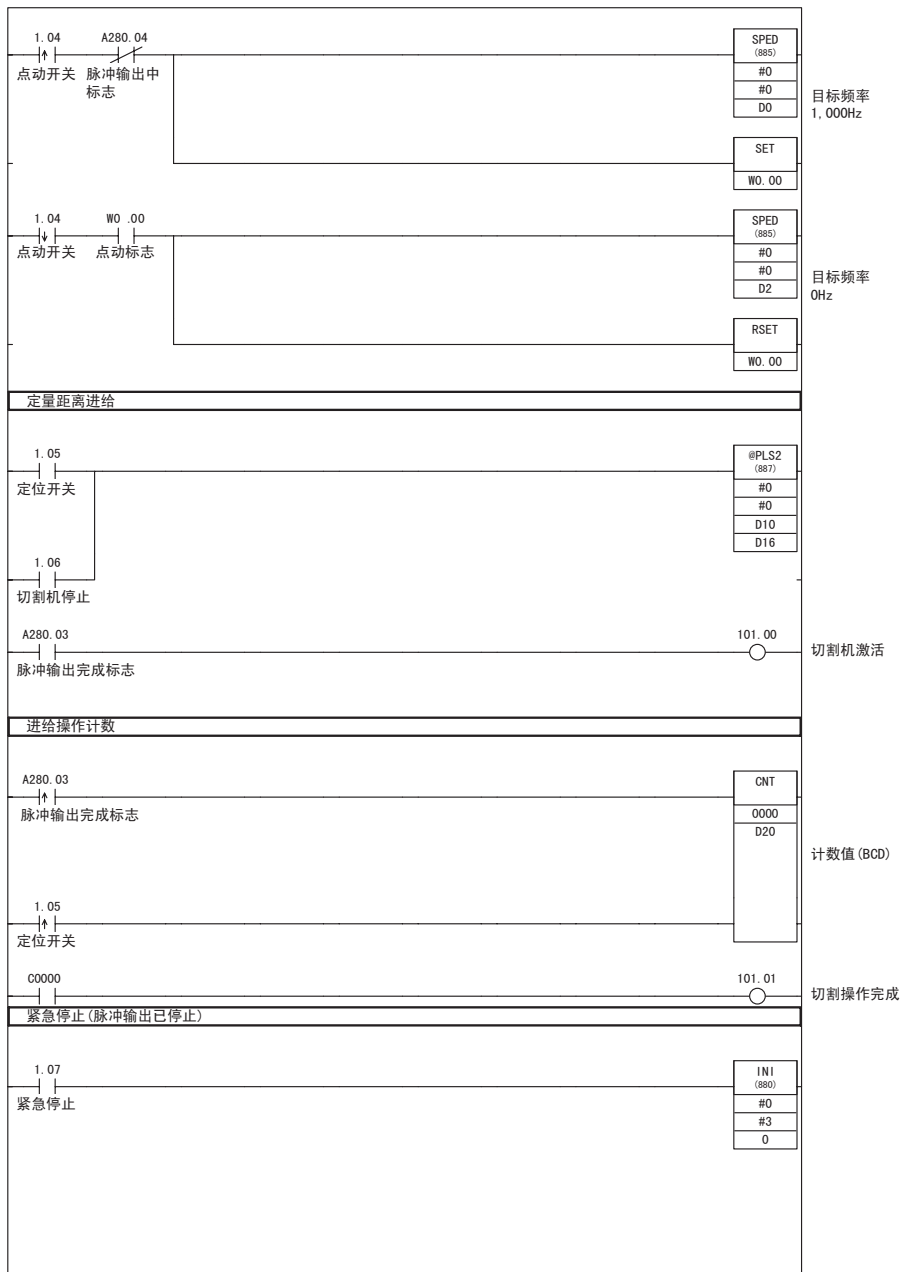 1.04 A280.04
点动开关 脉冲输出中
标志
SPED
(885)
#0
#0
D0
目标频率
1,000Hz
SET
W0.00
1.04 W0 .00
点动开关 点动标志
SPED
(885)
#0
#0
D2
目标频率
0Hz
RSET
W0.00
定量距离进给
1.05
定位开关
@PLS2
(887)
#0
#0
D10
D16
1.06
切割机停止
A280.03 101.00
脉冲输出完成标志
切割机激活
进给操作计数
A280.03
脉冲输出完成标志
CNT
0000
D20
计数值(BCD)
1.05
定位开关
C0000 101.01
切割操作完成
紧急停止(脉冲输出已停止)
1.07
紧急停止
INI
(880)
#0
#3
0